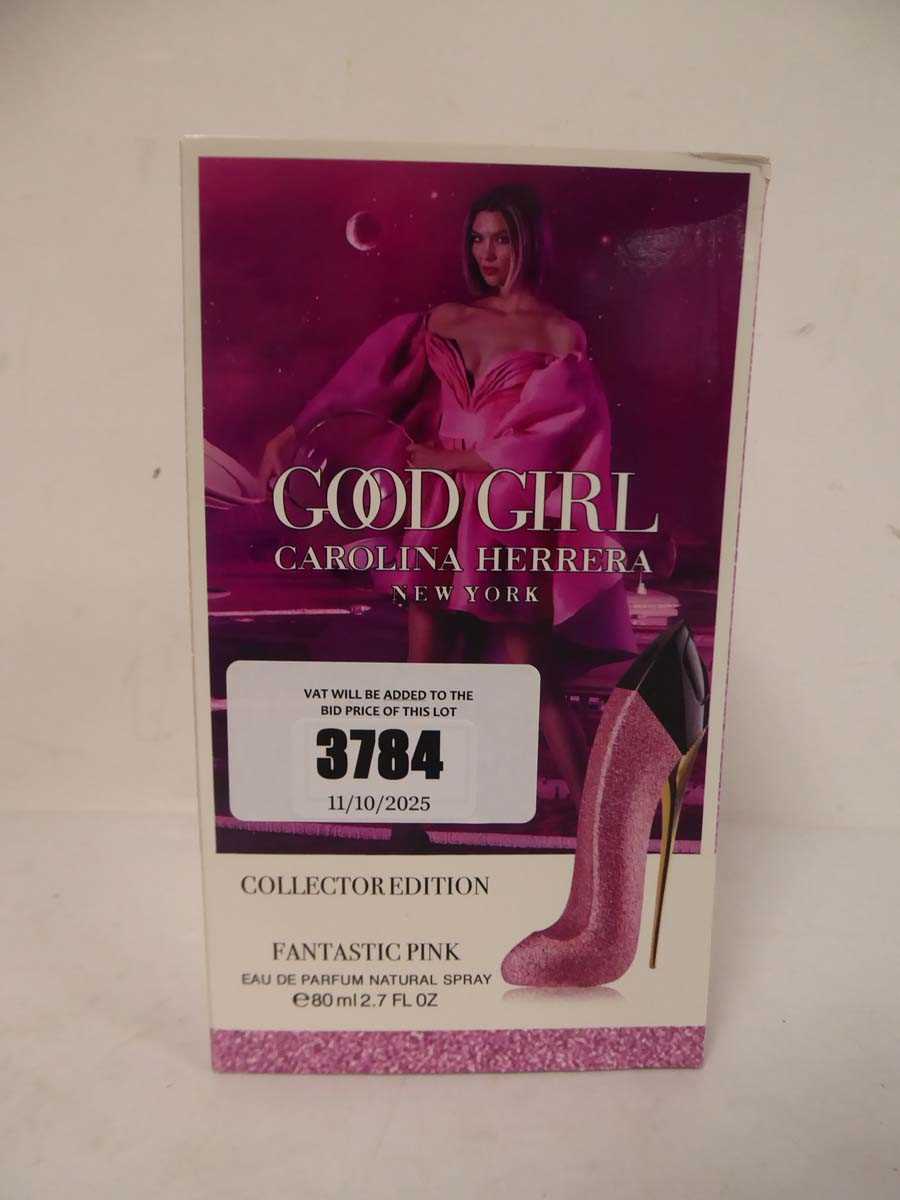 GOOD GIRL
CAROLINA HERRERA
NEW YORK
VAT WILL BE ADDED TO THE
BID PRICE OF THIS LOT
3784
11/10/2025
COLLECTOR EDITION
FANTASTIC PINK
EAU DE PARFUM NATURAL SPRAY
℮80 ml 2.7 FL OZ